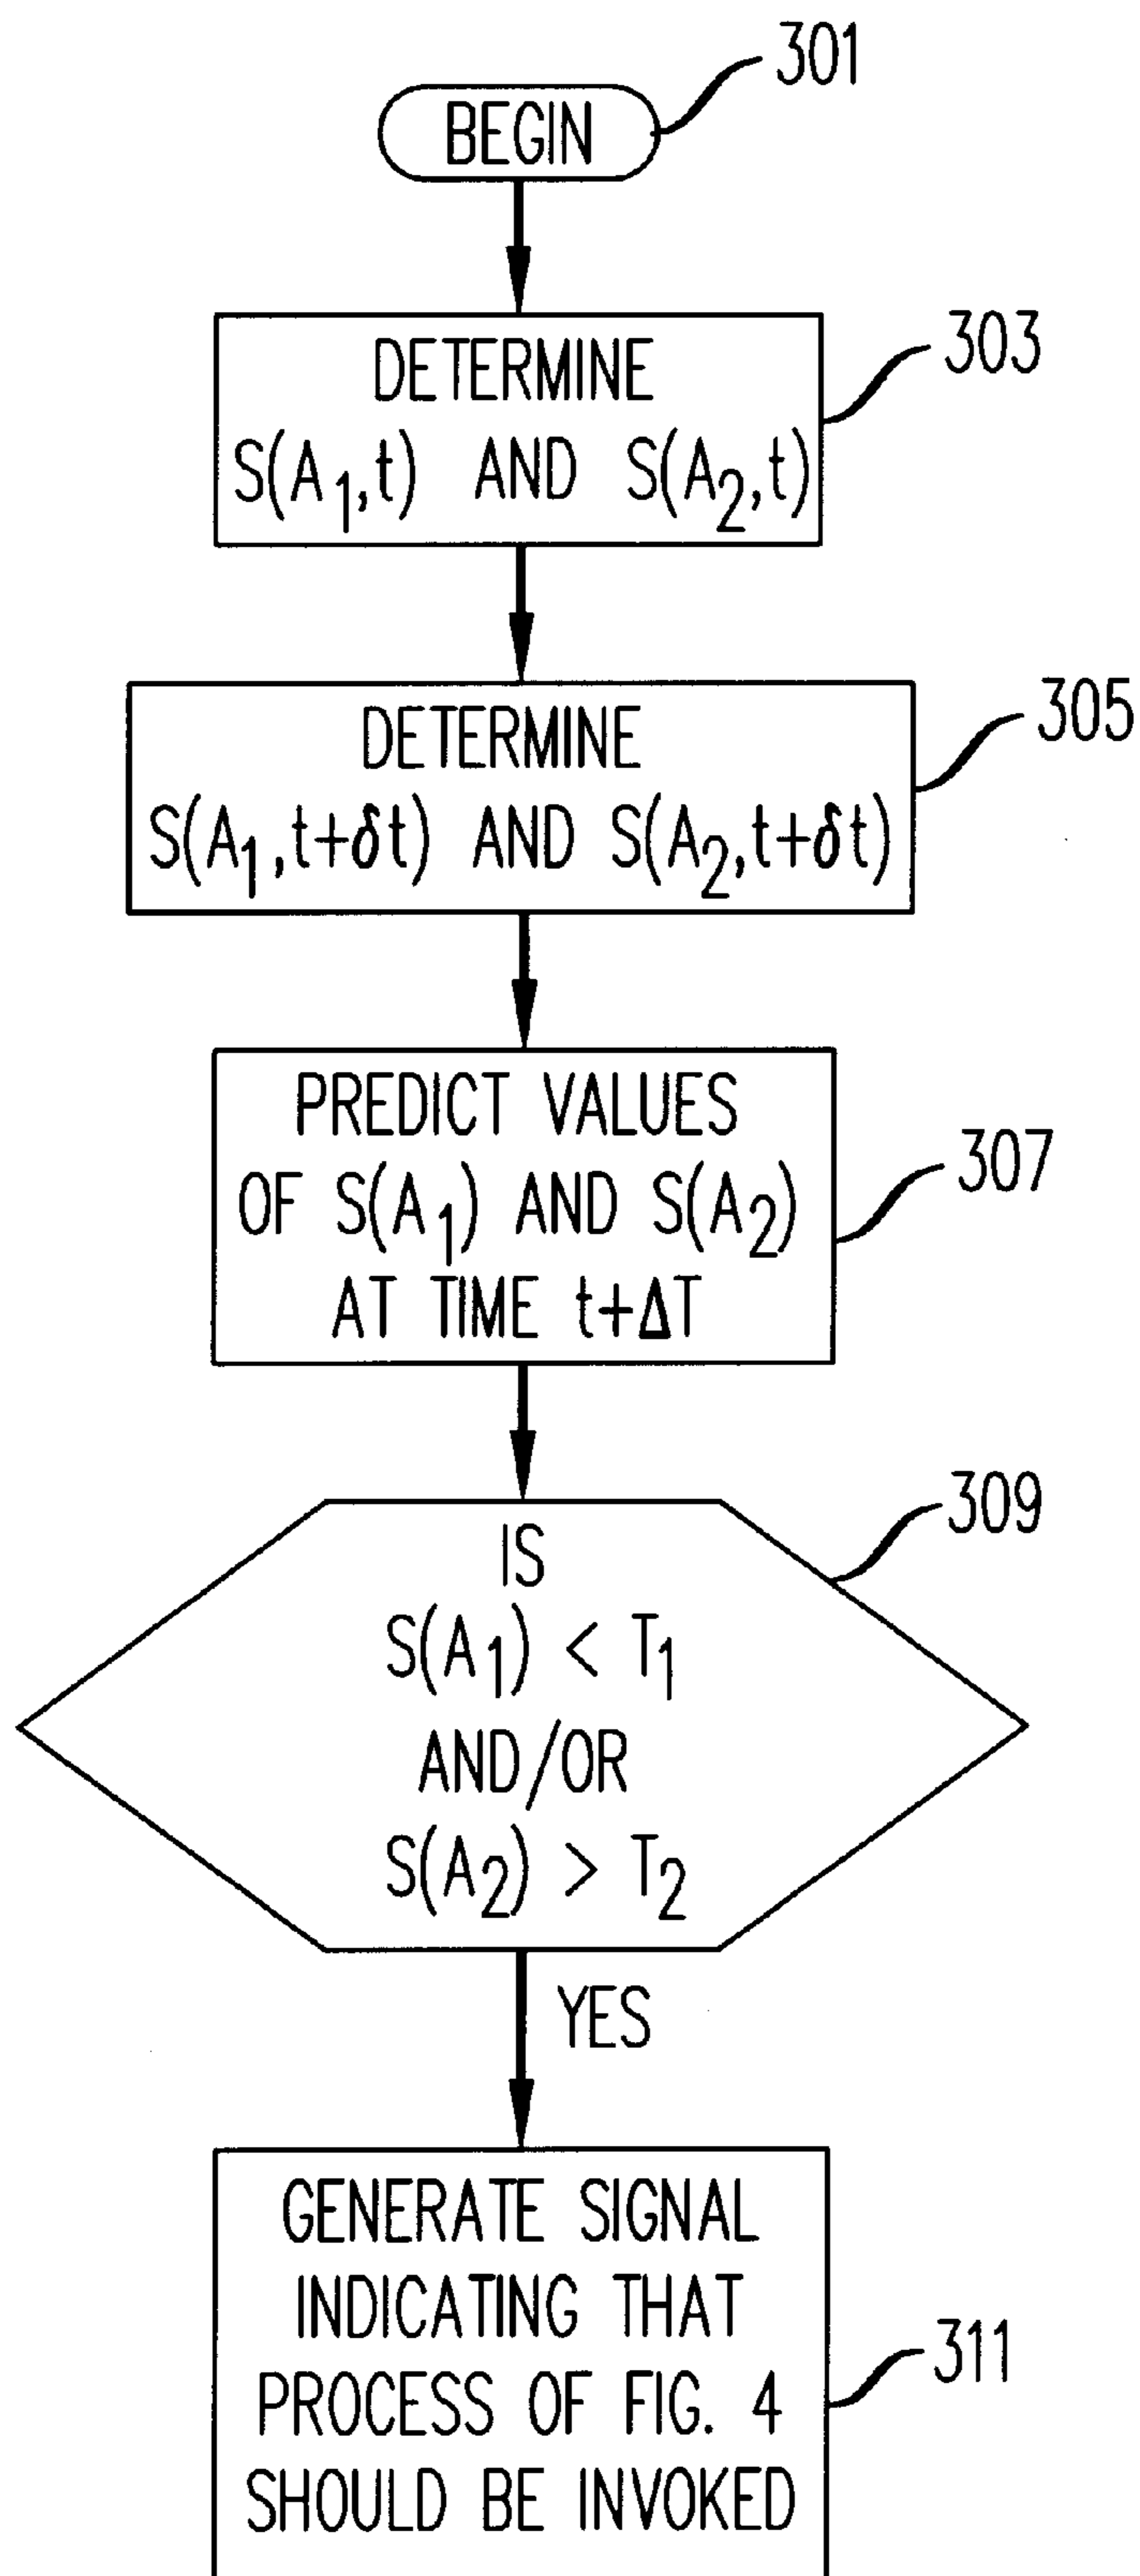 301
BEGIN
303
DETERMINE
S(A₁,t) AND S(A₂,t)
305
DETERMINE
S(A₁,t+δt) AND S(A₂,t+δt)
307
PREDICT VALUES
OF S(A₁) AND S(A₂)
AT TIME t+ΔT
309
IS
S(A₁) < T₁
AND/OR
S(A₂) > T₂
YES
311
GENERATE SIGNAL
INDICATING THAT
PROCESS OF FIG. 4
SHOULD BE INVOKED